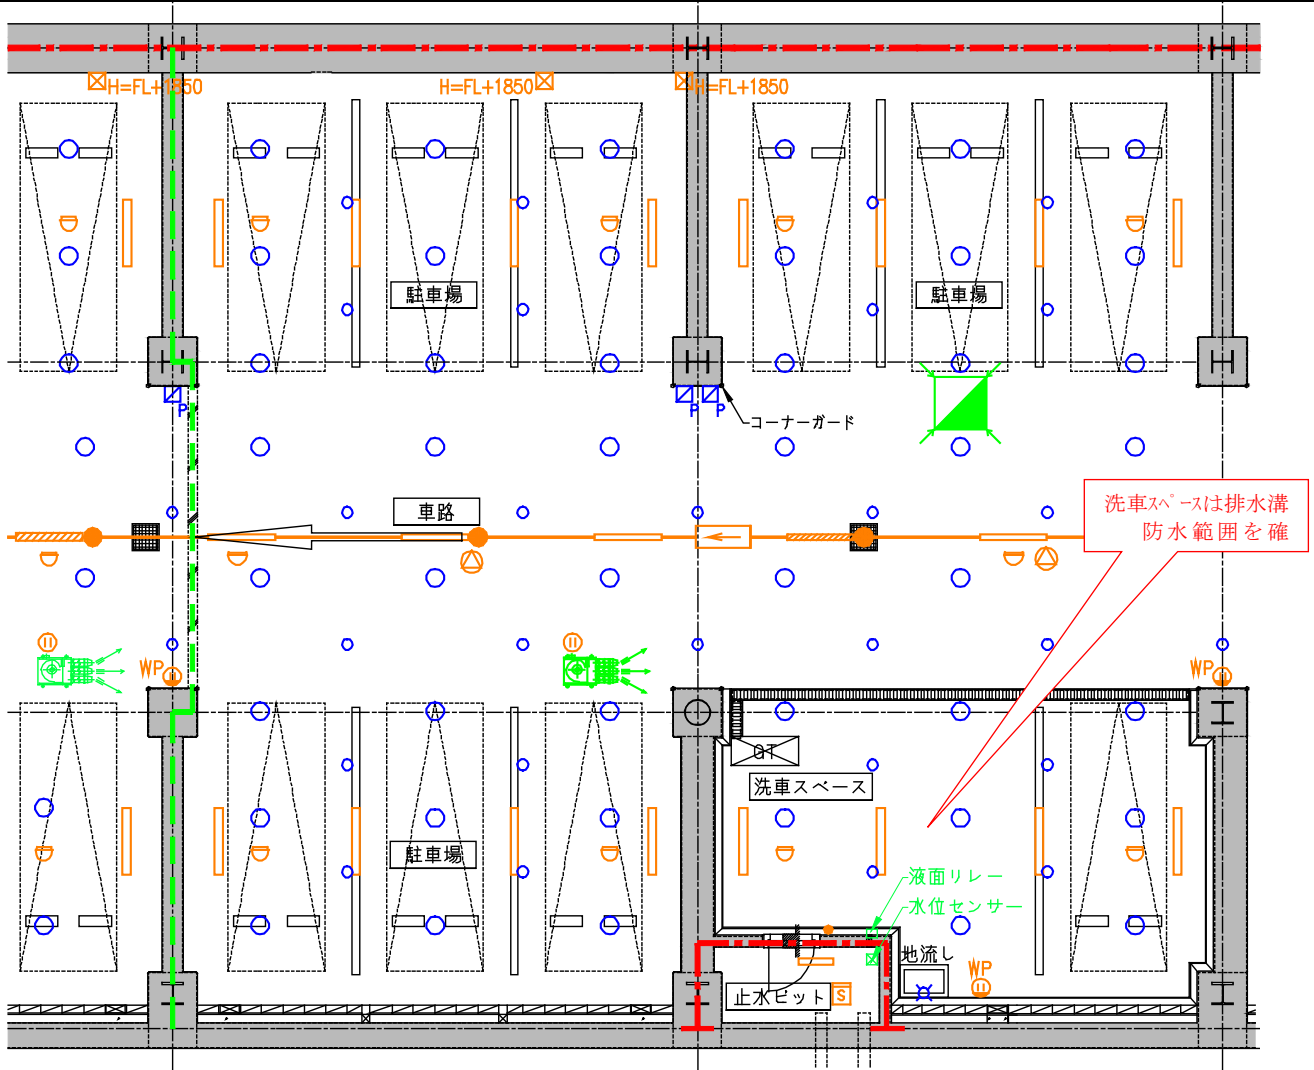 H=FL+1850
H=FL+1850
H=FL+1850
駐車場
駐車場
P
P
P
コーナーガード
車路
洗車スペースは排水溝
防水範囲を確
WP
WP
GT
洗車スペース
駐車場
液面リレー
水位センサー
地流し
WP
止水ピット
S